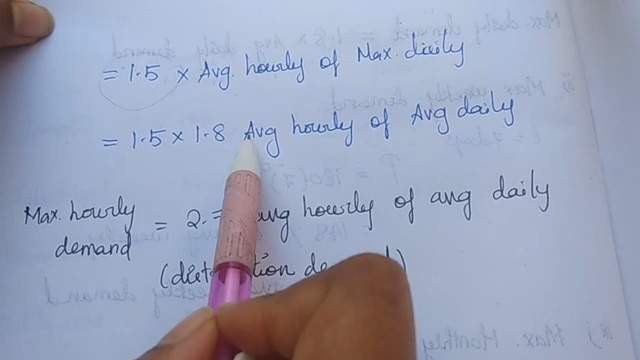 = 1.5 × Avg. hourly of Max. daily
= 1.5 × 1.8 Avg hourly of Avg daily
Max. hourly demand = 2. avg hourly of avg daily